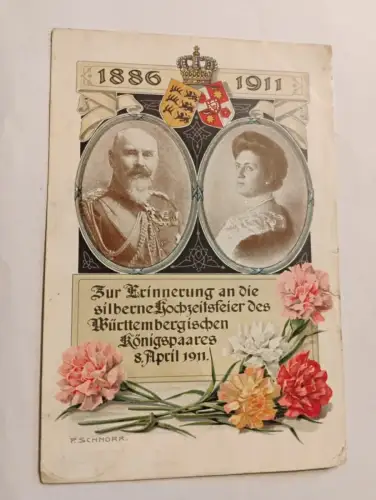 1886 1911
Zur Erinnerung an die
silberne Hochzeitsfeier des
Württembergischen
Königspaares
8. April 1911.
P. SCHNORR.